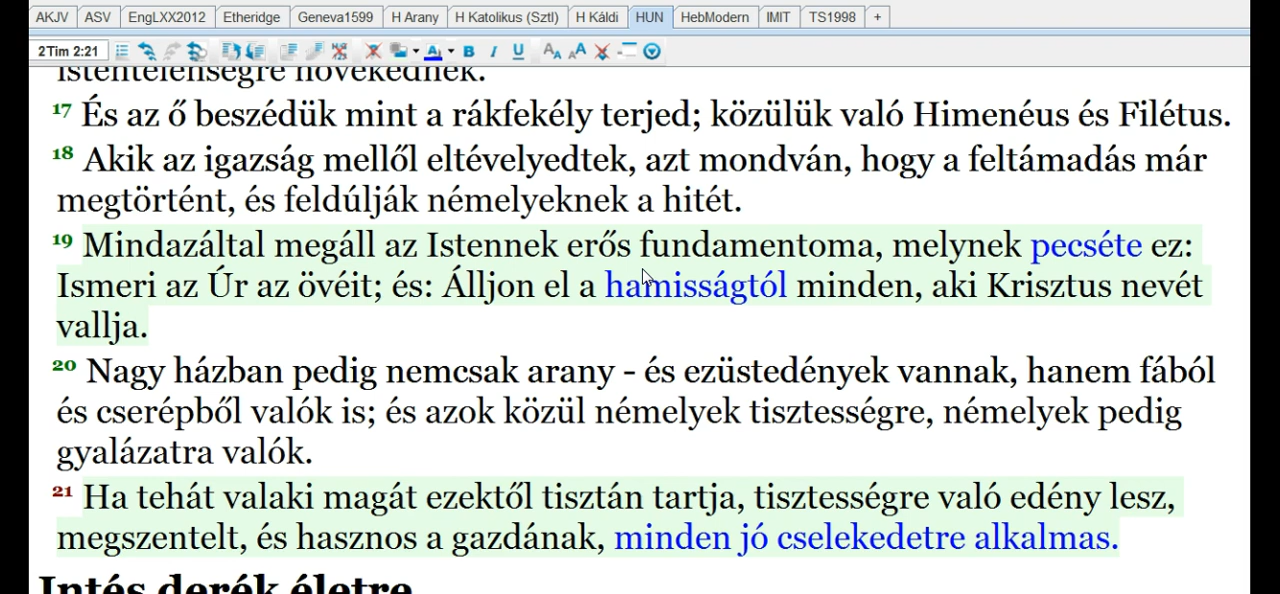 AKJV ASV EngLXX2012 Etheridge Geneva1599 H Arany H Katolikus (Sztl) H Káldi HUN HebModern IMIT TS1998 +
2Tim 2:21
istentelenségre növekednek.
17 És az ő beszédük mint a rákfekély terjed; közülük való Himenéus és Filétus.
18 Akik az igazság mellől eltévelyedtek, azt mondván, hogy a feltámadás már
megtörtént, és feldúlják némelyeknek a hitét.
19 Mindazáltal megáll az Istennek erős fundamentoma, melynek pecséte ez:
Ismeri az Úr az övéit; és: Álljon el a hamisságtól minden, aki Krisztus nevét
vallja.
20 Nagy házban pedig nemcsak arany - és ezüstedények vannak, hanem fából
és cserépből valók is; és azok közül némelyek tisztességre, némelyek pedig
gyalázatra valók.
21 Ha tehát valaki magát ezektől tisztán tartja, tisztességre való edény lesz,
megszentelt, és hasznos a gazdának, minden jó cselekedetre alkalmas.
Intés derék életre